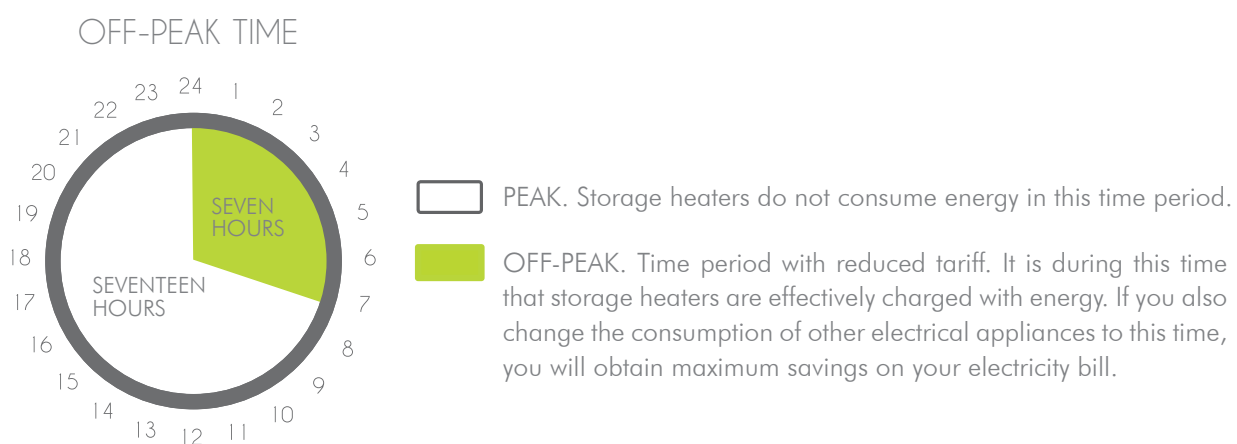 OFF-PEAK TIME
24
1
2
3
4
5
6
7
8
9
10
11
12
13
14
15
16
17
18
19
20
21
22
23
SEVEN
HOURS
SEVENTEEN
HOURS
PEAK. Storage heaters do not consume energy in this time period.
OFF-PEAK. Time period with reduced tariff. It is during this time
that storage heaters are effectively charged with energy. If you also
change the consumption of other electrical appliances to this time,
you will obtain maximum savings on your electricity bill.